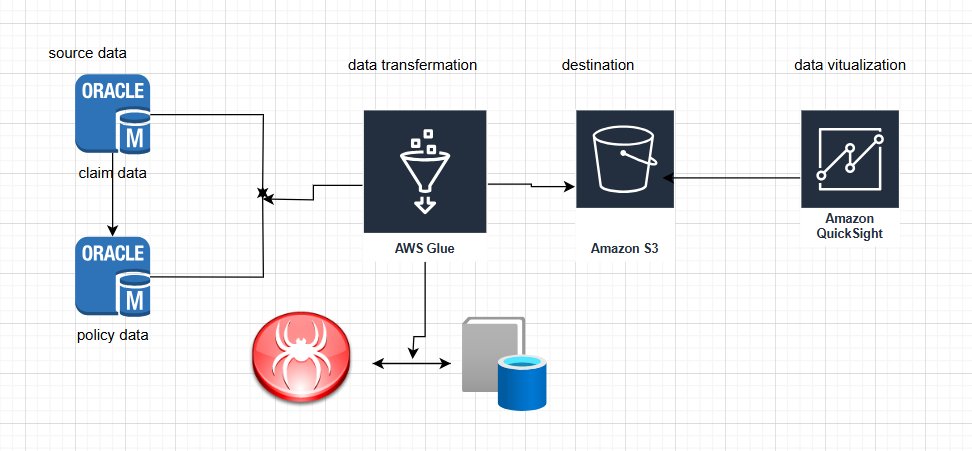 source data
data transfermation
destination
data vitualization
ORACLE
M
claim data
ORACLE
M
policy data
AWS Glue
Amazon S3
Amazon
QuickSight